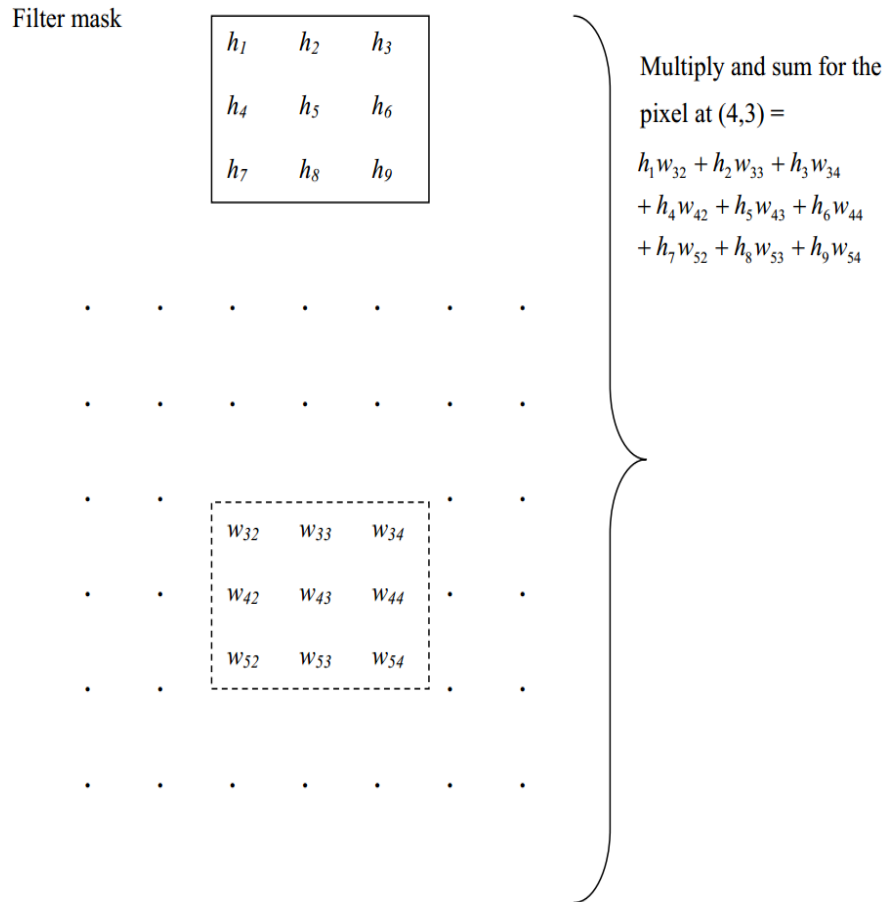 Filter mask
h₁ h₂ h₃
h₄ h₅ h₆
h₇ h₈ h₉
Multiply and sum for the
pixel at (4,3) =
h₁w₃₂ + h₂w₃₃ + h₃w₃₄
+ h₄w₄₂ + h₅w₄₃ + h₆w₄₄
+ h₇w₅₂ + h₈w₅₃ + h₉w₅₄
w₃₂ w₃₃ w₃₄
w₄₂ w₄₃ w₄₄
w₅₂ w₅₃ w₅₄